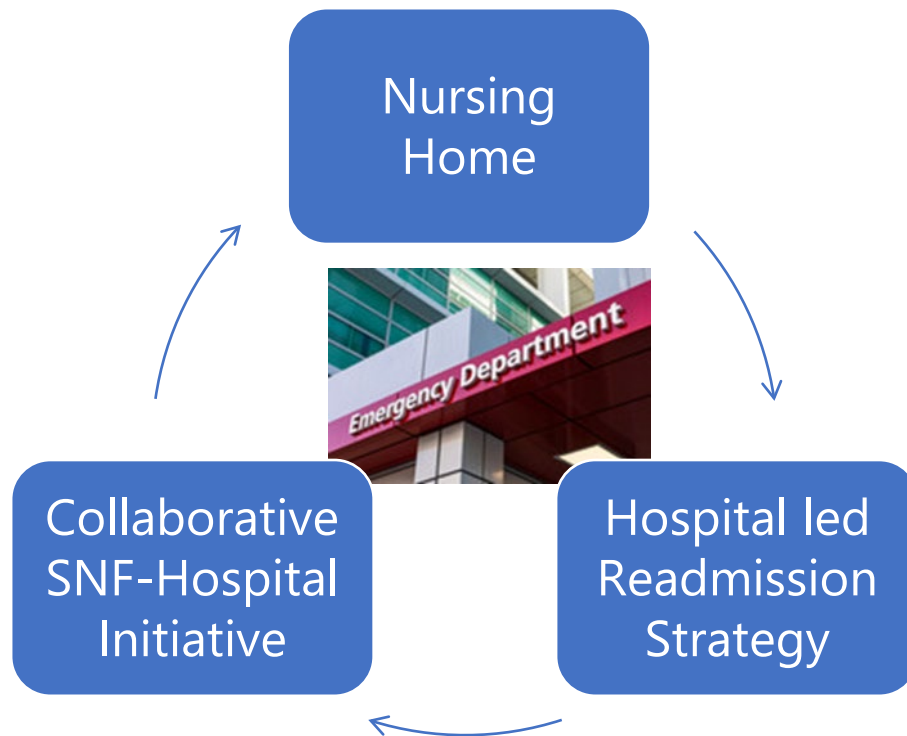 Nursing
Home
Emergency Department
Collaborative
SNF-Hospital
Initiative
Hospital led
Readmission
Strategy